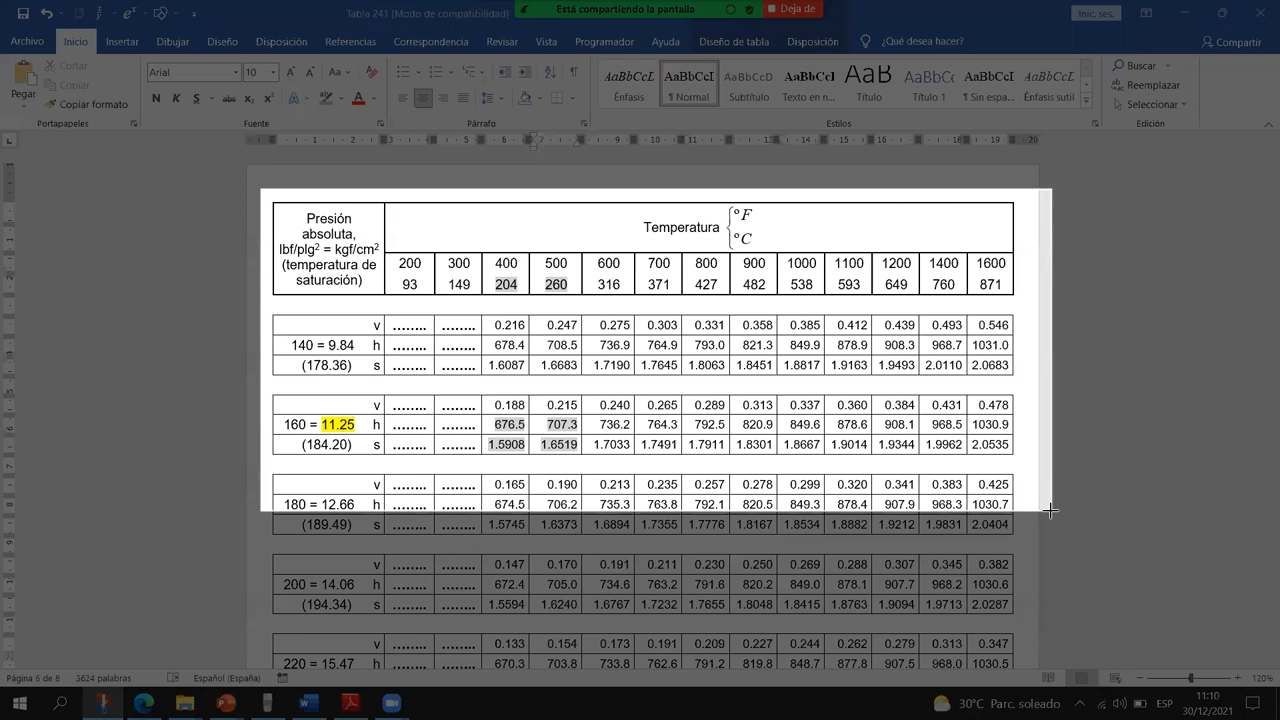 Tabla 241 [Modo de compatibilidad]
Está compartiendo la pantalla
Deja de
Inic. ses.
Archivo Inicio Insertar Dibujar Diseño Disposición Referencias Correspondencia Revisar Vista Programador Ayuda Diseño de tabla Disposición ¿Qué desea hacer? Compartir
Pegar
Cortar
Copiar
Copiar formato
Arial 10
N K S
AaBbCcL AaBbCcI AaBbCcD AaBbCcI AaB AaBbCc AaBbCcI AaBbCcL
Énfasis ¶ Normal Subtítulo Texto en n... Título Título 1 ¶ Sin espa... Énfasis sutil
Buscar
Reemplazar
Seleccionar
Portapapeles Fuente Párrafo Estilos Edición
Presión absoluta, lbf/plg² = kgf/cm² (temperatura de saturación)
Temperatura { °F °C
200 300 400 500 600 700 800 900 1000 1100 1200 1400 1600
93 149 204 260 316 371 427 482 538 593 649 760 871
v ........ ........ 0.216 0.247 0.275 0.303 0.331 0.358 0.385 0.412 0.439 0.493 0.546
140 = 9.84 h ........ ........ 678.4 708.5 736.9 764.9 793.0 821.3 849.9 878.9 908.3 968.7 1031.0
(178.36) s ........ ........ 1.6087 1.6683 1.7190 1.7645 1.8063 1.8451 1.8817 1.9163 1.9493 2.0110 2.0683
v ........ ........ 0.188 0.215 0.240 0.265 0.289 0.313 0.337 0.360 0.384 0.431 0.478
160 = 11.25 h ........ ........ 676.5 707.3 736.2 764.3 792.5 820.9 849.6 878.6 908.1 968.5 1030.9
(184.20) s ........ ........ 1.5908 1.6519 1.7033 1.7491 1.7911 1.8301 1.8667 1.9014 1.9344 1.9962 2.0535
v ........ ........ 0.165 0.190 0.213 0.235 0.257 0.278 0.299 0.320 0.341 0.383 0.425
180 = 12.66 h ........ ........ 674.5 706.2 735.3 763.8 792.1 820.5 849.3 878.4 907.9 968.3 1030.7
(189.49) s ........ ........ 1.5745 1.6373 1.6894 1.7355 1.7776 1.8167 1.8534 1.8882 1.9212 1.9831 2.0404
v ........ ........ 0.147 0.170 0.191 0.211 0.230 0.250 0.269 0.288 0.307 0.345 0.382
200 = 14.06 h ........ ........ 672.4 705.0 734.6 763.2 791.6 820.2 849.0 878.1 907.7 968.2 1030.6
(194.34) s ........ ........ 1.5594 1.6240 1.6767 1.7232 1.7655 1.8048 1.8415 1.8763 1.9094 1.9713 2.0287
v ........ ........ 0.133 0.154 0.173 0.191 0.209 0.227 0.244 0.262 0.279 0.313 0.347
220 = 15.47 h ........ ........ 670.3 703.8 733.8 762.6 791.2 819.8 848.7 877.8 907.5 968.0 1030.5
Página 6 de 8 3624 palabras Español (España) 120%
30°C Parc. soleado ESP 11:10
30/12/2021